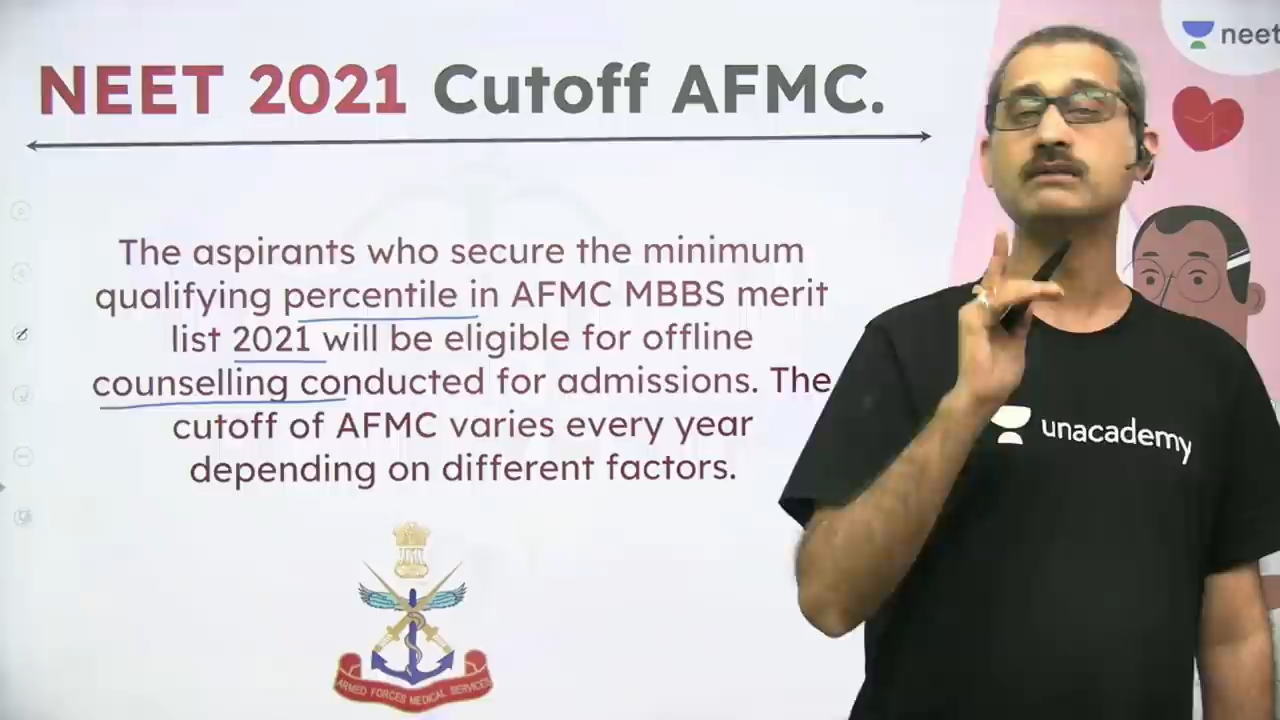 NEET 2021 Cutoff AFMC.
neet
The aspirants who secure the minimum
qualifying percentile in AFMC MBBS merit
list 2021 will be eligible for offline
counselling conducted for admissions. The
cutoff of AFMC varies every year
depending on different factors.
unacademy
ARMED FORCES MEDICAL SERVICES